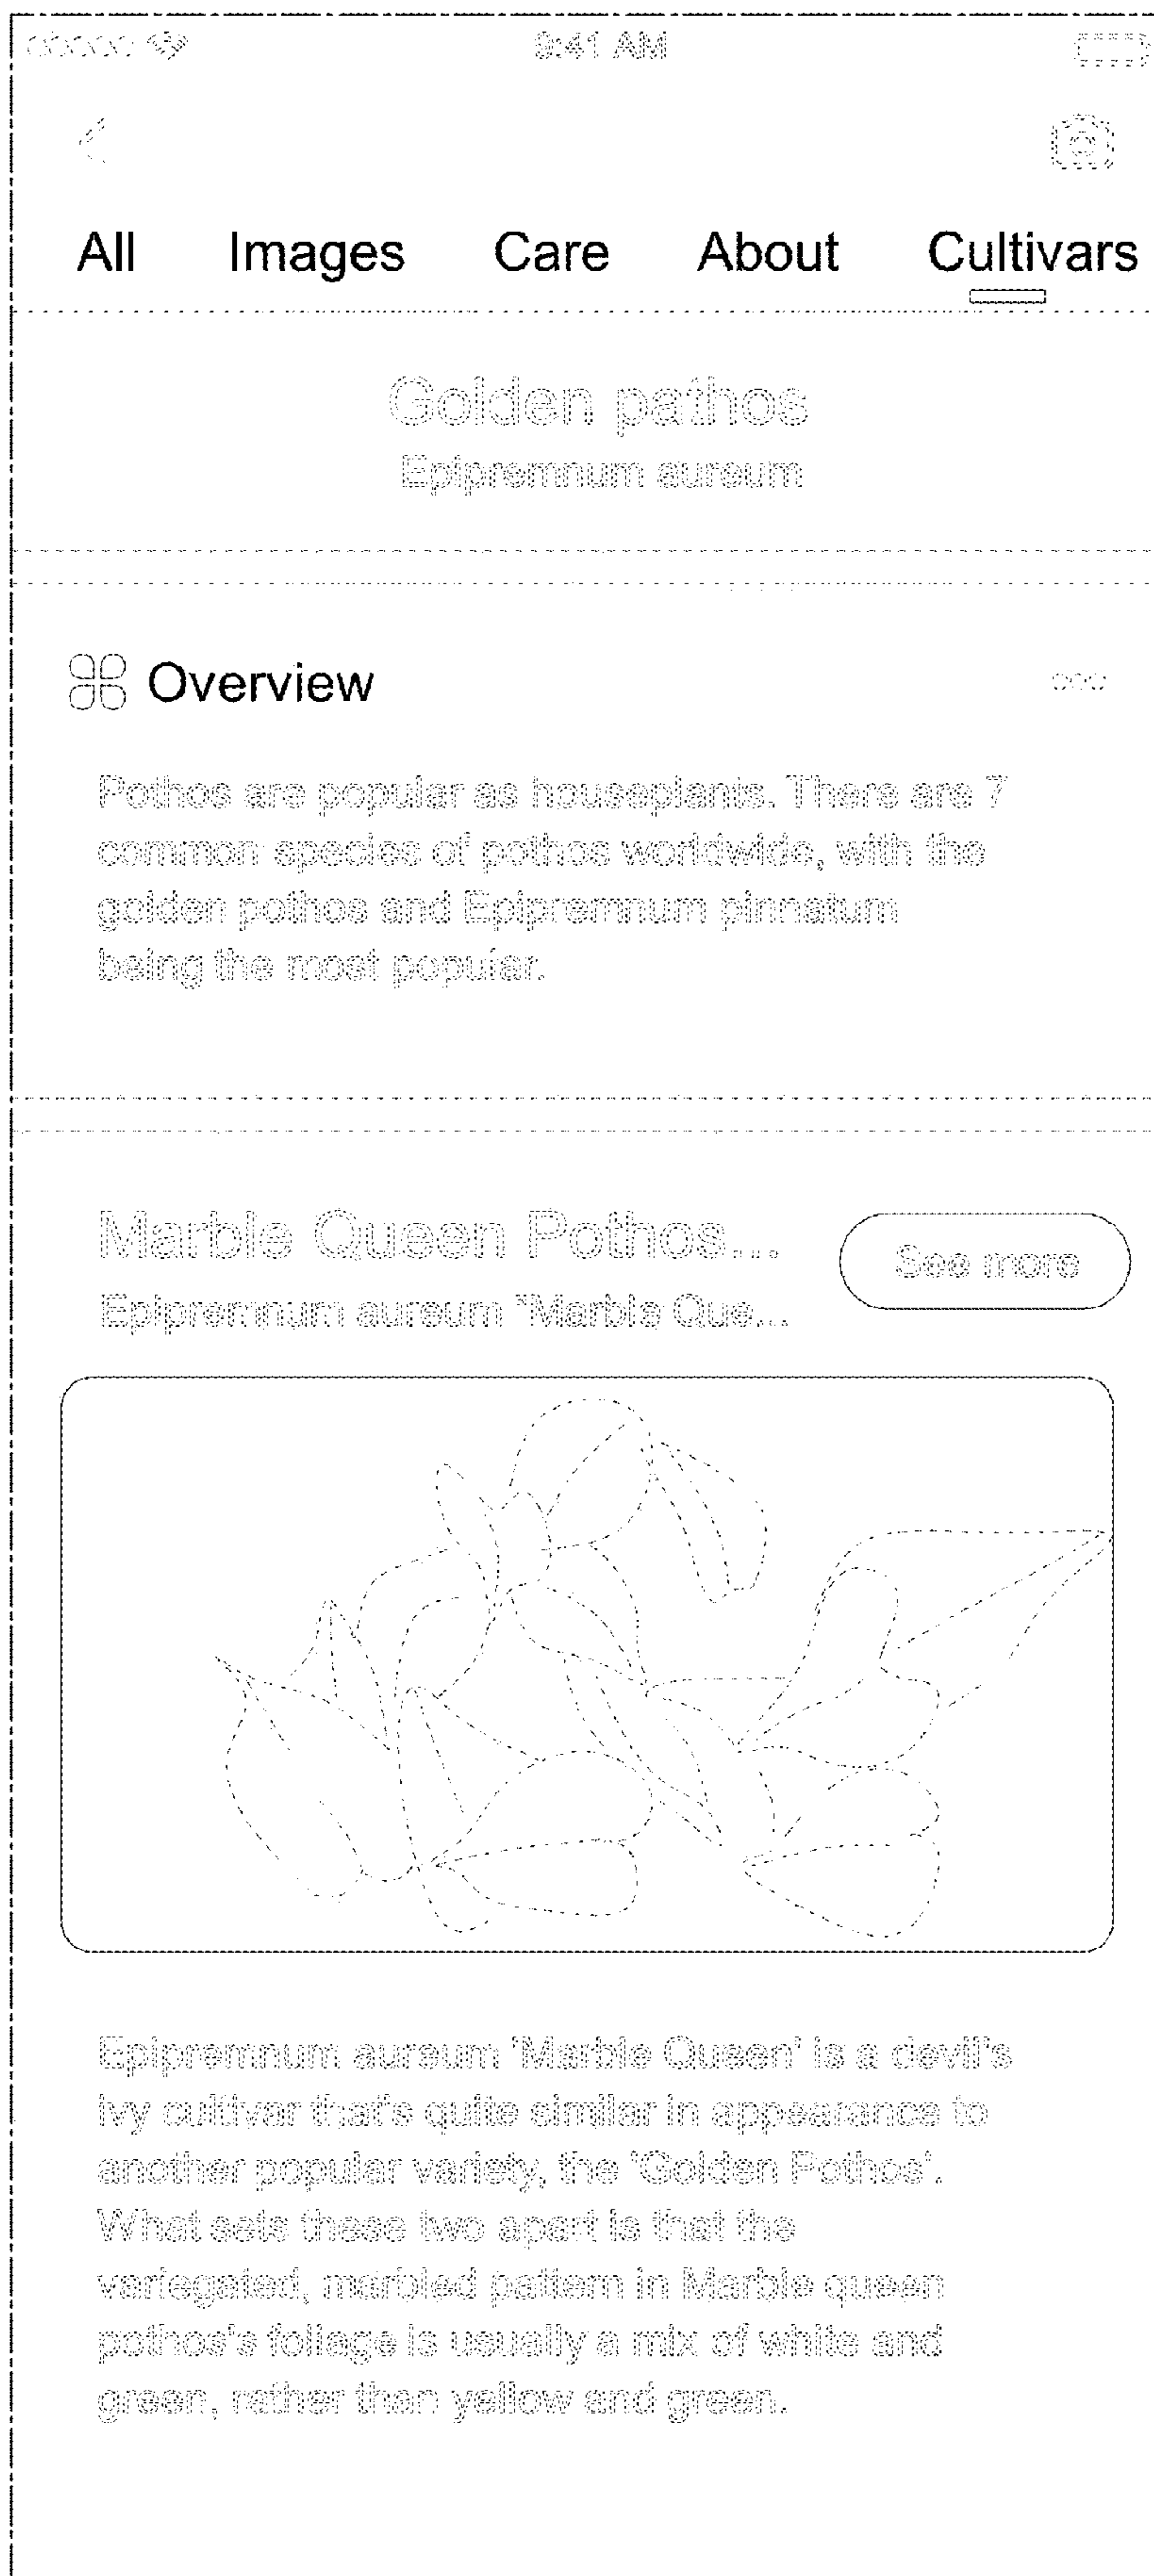 9:41 AM
All Images Care About Cultivars
Golden pathos
Epipremnum aureum
Overview
Pothos are popular as houseplants. There are 7
common species of pothos worldwide, with the
golden pothos and Epipremnum pinnatum
being the most popular.
Marble Queen Pothos...
See more
Epipremnum aureum "Marble Que...
Epipremnum aureum 'Marble Queen' is a devil's
ivy cultivar that's quite similar in appearance to
another popular variety, the 'Golden Pothos'.
What sets these two apart is that the
variegated, marbled pattern in Marble queen
pothos's foliage is usually a mix of white and
green, rather than yellow and green.